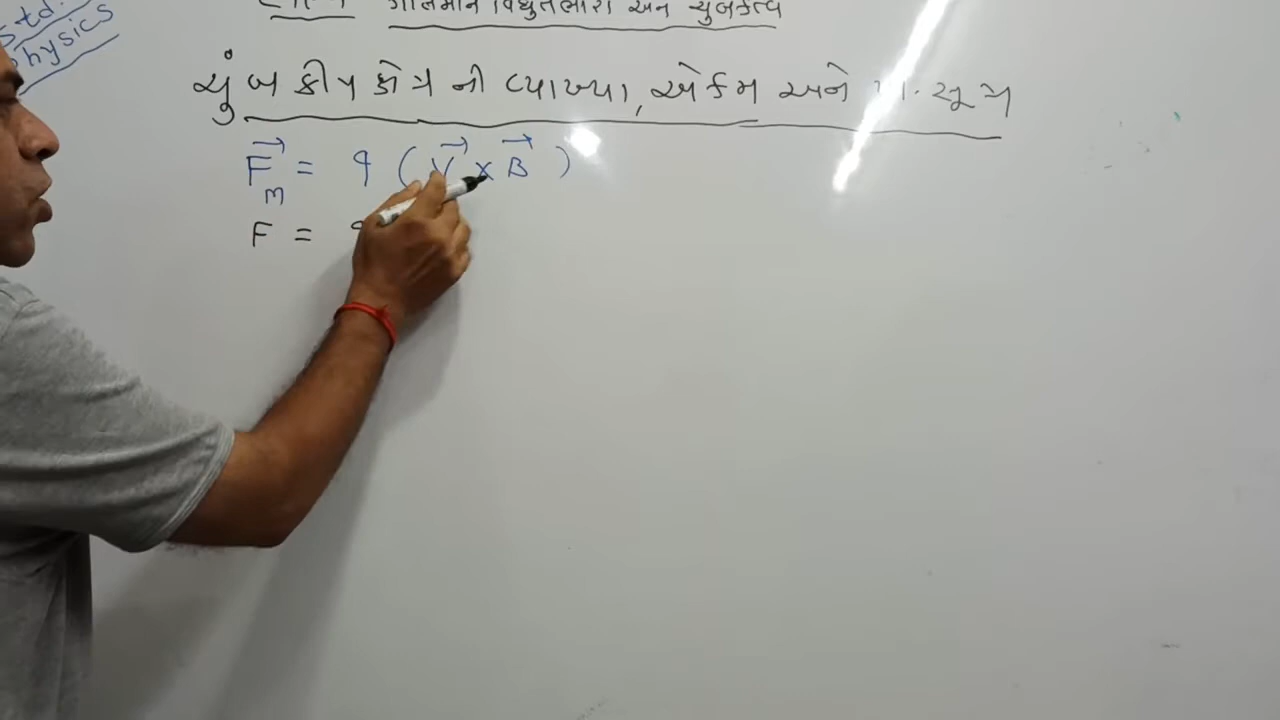 Std.
Physics
ગતિમાન વિદ્યુતભારો અને ચુંબકત્વ
ચુંબકીય ક્ષેત્ર ની વ્યાખ્યા, એકમ અને પા. સૂત્ર
F⃗m = q ( V⃗ × B⃗ )
F = q